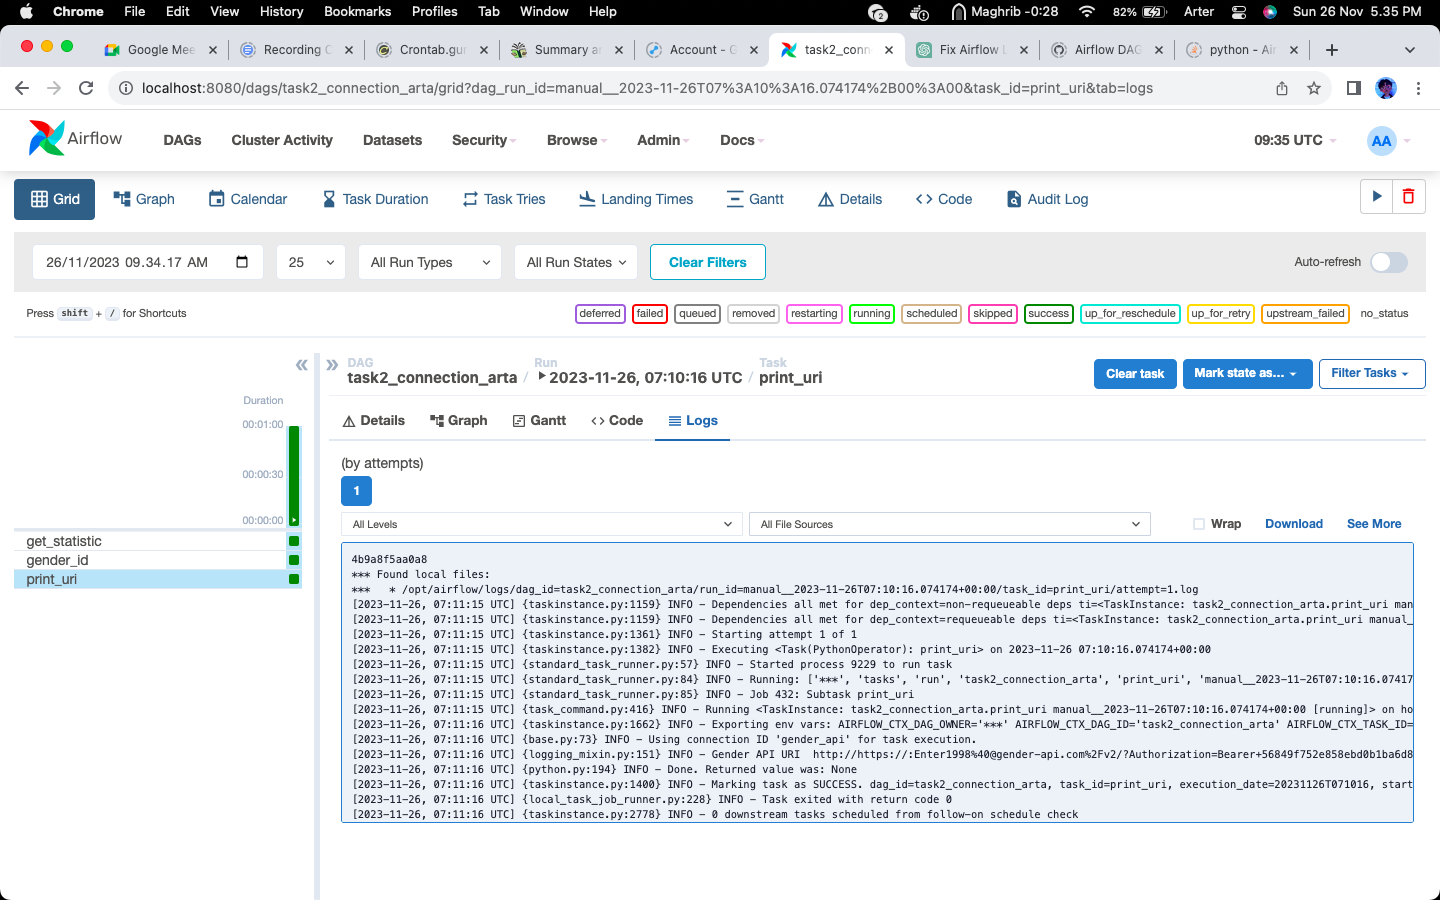 Chrome File Edit View History Bookmarks Profiles Tab Window Help
2 Maghrib -0:28 82% Arter Sun 26 Nov 5.35 PM
Google Mee Recording C Crontab.gur Summary an Account - G task2_conn Fix Airflow L Airflow DAG python - Air
localhost:8080/dags/task2_connection_arta/grid?dag_run_id=manual__2023-11-26T07%3A10%3A16.074174%2B00%3A00&task_id=print_uri&tab=logs
Airflow DAGs Cluster Activity Datasets Security Browse Admin Docs 09:35 UTC AA
Grid Graph Calendar Task Duration Task Tries Landing Times Gantt Details <> Code Audit Log
26/11/2023 09.34.17 AM 25 All Run Types All Run States Clear Filters Auto-refresh
Press shift + / for Shortcuts deferred failed queued removed restarting running scheduled skipped success up_for_reschedule up_for_retry upstream_failed no_status
DAG Run Task
task2_connection_arta / 2023-11-26, 07:10:16 UTC / print_uri
Clear task Mark state as... Filter Tasks
Duration
00:01:00
00:00:30
00:00:00
get_statistic
gender_id
print_uri
Details Graph Gantt <> Code Logs
(by attempts)
1
All Levels All File Sources Wrap Download See More
4b9a8f5aa0a8
*** Found local files:
***   * /opt/airflow/logs/dag_id=task2_connection_arta/run_id=manual__2023-11-26T07:10:16.074174+00:00/task_id=print_uri/attempt=1.log
[2023-11-26, 07:11:15 UTC] {taskinstance.py:1159} INFO - Dependencies all met for dep_context=non-requeueable deps ti=<TaskInstance: task2_connection_arta.print_uri man
[2023-11-26, 07:11:15 UTC] {taskinstance.py:1159} INFO - Dependencies all met for dep_context=requeueable deps ti=<TaskInstance: task2_connection_arta.print_uri manual_
[2023-11-26, 07:11:15 UTC] {taskinstance.py:1361} INFO - Starting attempt 1 of 1
[2023-11-26, 07:11:15 UTC] {taskinstance.py:1382} INFO - Executing <Task(PythonOperator): print_uri> on 2023-11-26 07:10:16.074174+00:00
[2023-11-26, 07:11:15 UTC] {standard_task_runner.py:57} INFO - Started process 9229 to run task
[2023-11-26, 07:11:15 UTC] {standard_task_runner.py:84} INFO - Running: ['***', 'tasks', 'run', 'task2_connection_arta', 'print_uri', 'manual__2023-11-26T07:10:16.07417
[2023-11-26, 07:11:15 UTC] {standard_task_runner.py:85} INFO - Job 432: Subtask print_uri
[2023-11-26, 07:11:15 UTC] {task_command.py:416} INFO - Running <TaskInstance: task2_connection_arta.print_uri manual__2023-11-26T07:10:16.074174+00:00 [running]> on ho
[2023-11-26, 07:11:16 UTC] {taskinstance.py:1662} INFO - Exporting env vars: AIRFLOW_CTX_DAG_OWNER='***' AIRFLOW_CTX_DAG_ID='task2_connection_arta' AIRFLOW_CTX_TASK_ID=
[2023-11-26, 07:11:16 UTC] {base.py:73} INFO - Using connection ID 'gender_api' for task execution.
[2023-11-26, 07:11:16 UTC] {logging_mixin.py:151} INFO - Gender API URI  http://https://:Enter1998%40@gender-api.com%2Fv2/?Authorization=Bearer+56849f752e858ebd0b1ba6d8
[2023-11-26, 07:11:16 UTC] {python.py:194} INFO - Done. Returned value was: None
[2023-11-26, 07:11:16 UTC] {taskinstance.py:1400} INFO - Marking task as SUCCESS. dag_id=task2_connection_arta, task_id=print_uri, execution_date=20231126T071016, start
[2023-11-26, 07:11:16 UTC] {local_task_job_runner.py:228} INFO - Task exited with return code 0
[2023-11-26, 07:11:16 UTC] {taskinstance.py:2778} INFO - 0 downstream tasks scheduled from follow-on schedule check